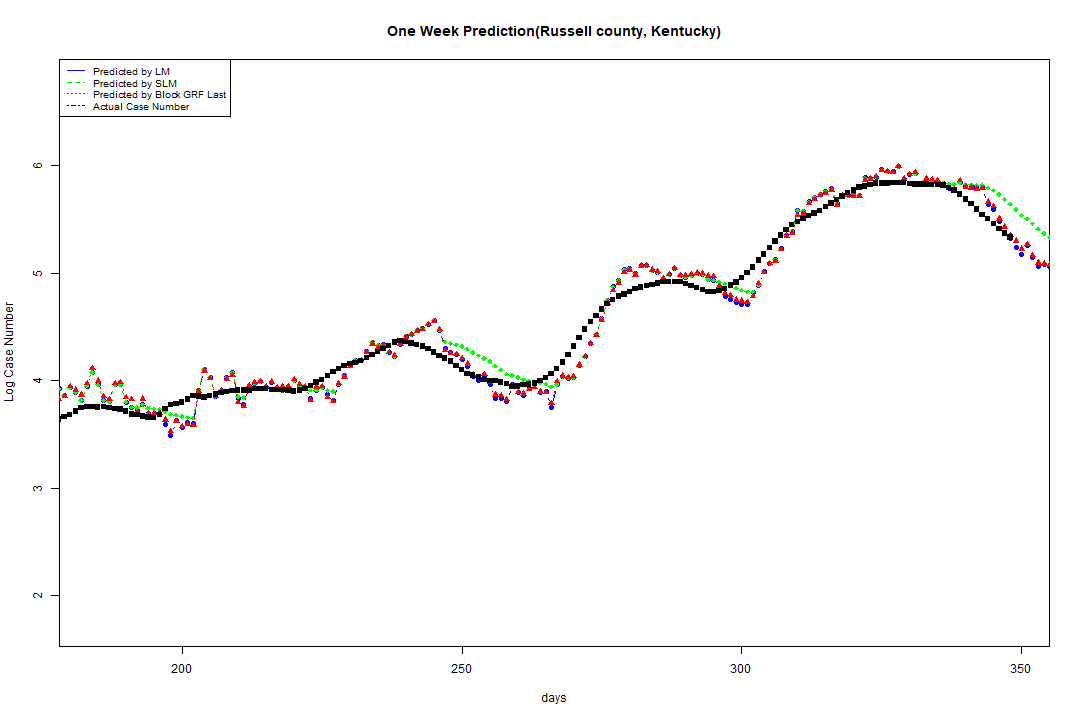 One Week Prediction(Russell county, Kentucky)
Predicted by LM
Predicted by SLM
Predicted by Block GRF Last
Actual Case Number
6
5
4
3
2
Log Case Number
200 250 300 350
days